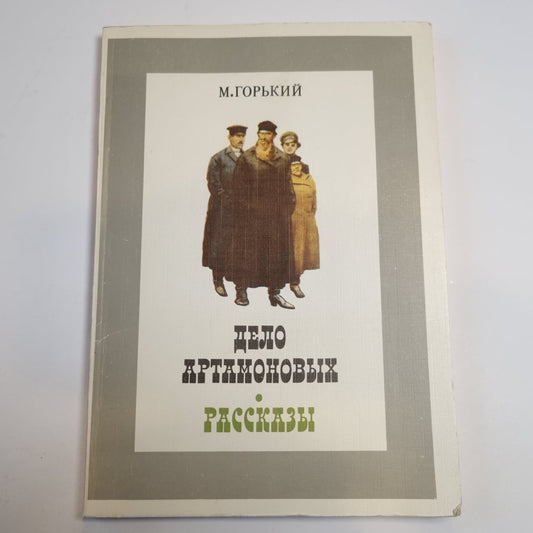 М.ГОРЬКИЙ
ДЕЛО
АРТАМОНОВЫХ
•
РАССКАЗЫ